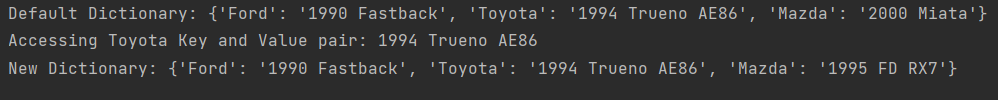 Default Dictionary: {'Ford': '1990 Fastback', 'Toyota': '1994 Trueno AE86', 'Mazda': '2000 Miata'}
Accessing Toyota Key and Value pair: 1994 Trueno AE86
New Dictionary: {'Ford': '1990 Fastback', 'Toyota': '1994 Trueno AE86', 'Mazda': '1995 FD RX7'}